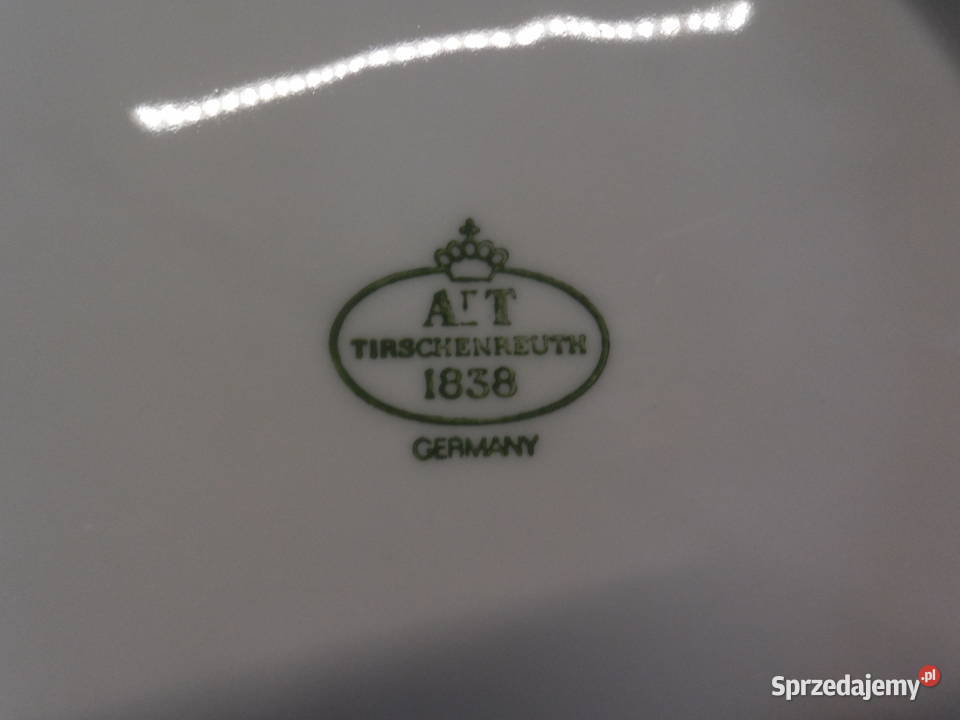 ALT
TIRSCHENREUTH
1838
GERMANY
Sprzedajemy.pl